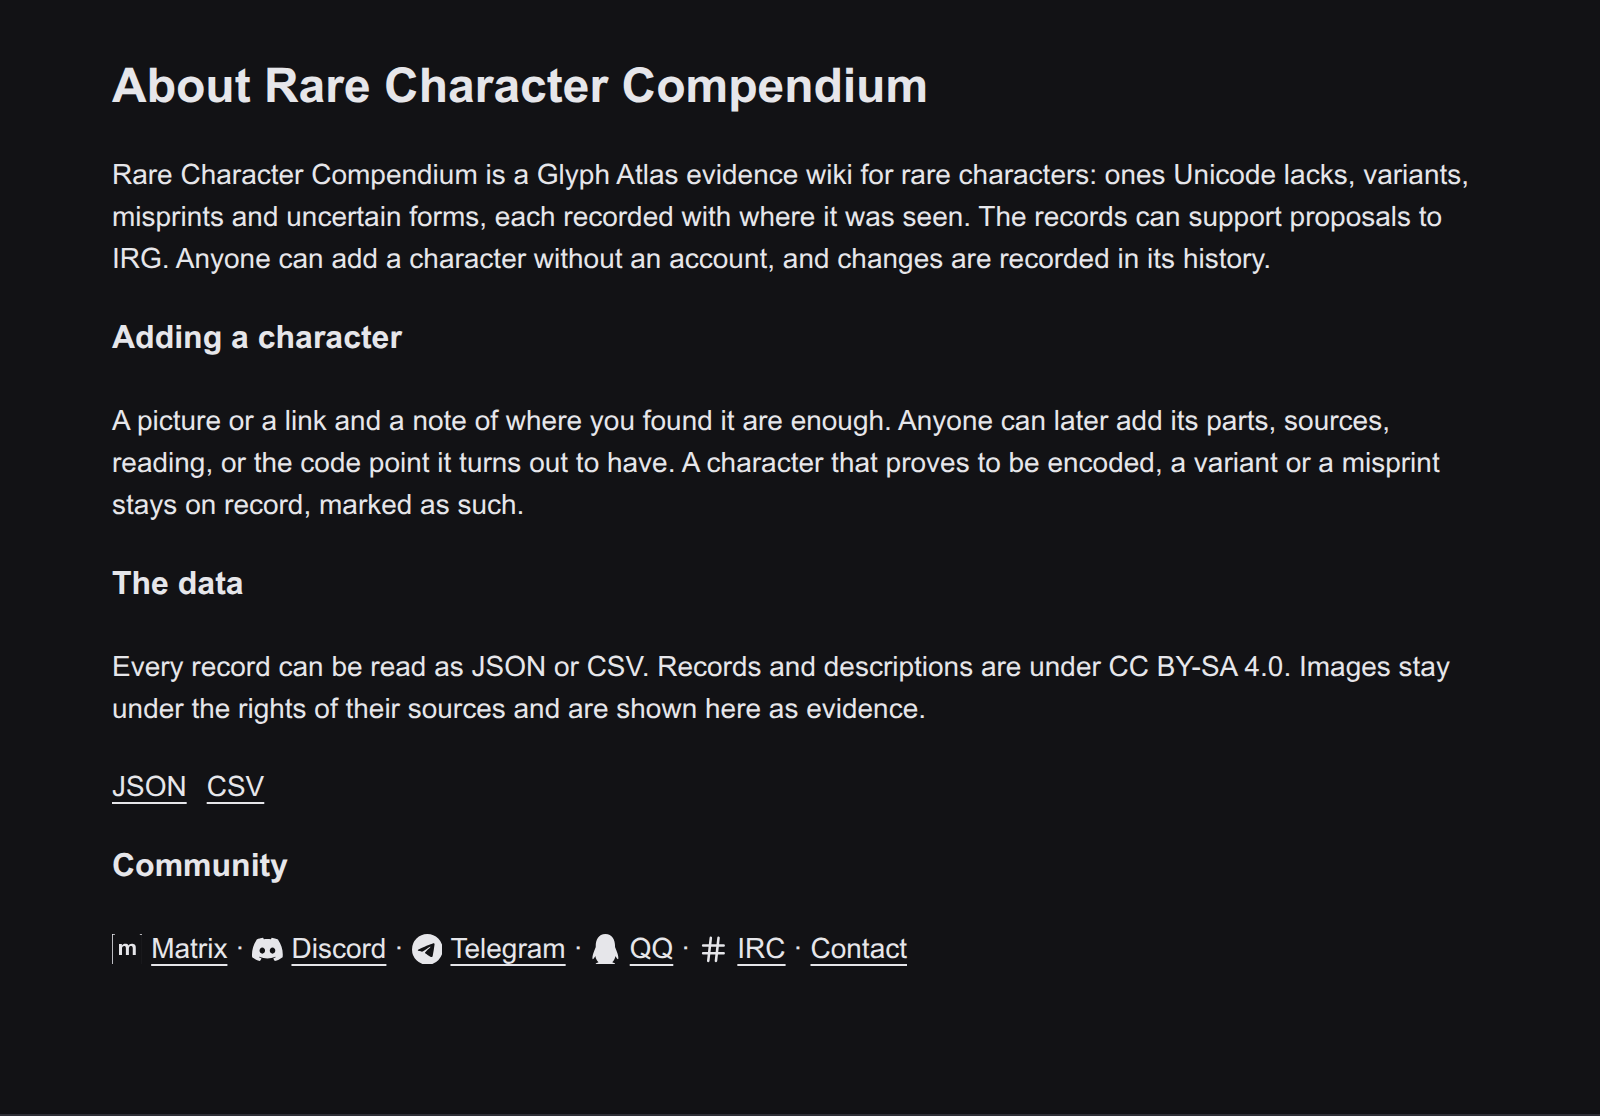 About Rare Character Compendium
Rare Character Compendium is a Glyph Atlas evidence wiki for rare characters: ones Unicode lacks, variants,
misprints and uncertain forms, each recorded with where it was seen. The records can support proposals to
IRG. Anyone can add a character without an account, and changes are recorded in its history.
Adding a character
A picture or a link and a note of where you found it are enough. Anyone can later add its parts, sources,
reading, or the code point it turns out to have. A character that proves to be encoded, a variant or a misprint
stays on record, marked as such.
The data
Every record can be read as JSON or CSV. Records and descriptions are under CC BY-SA 4.0. Images stay
under the rights of their sources and are shown here as evidence.
JSON CSV
Community
[m] Matrix · Discord · Telegram · QQ · # IRC · Contact